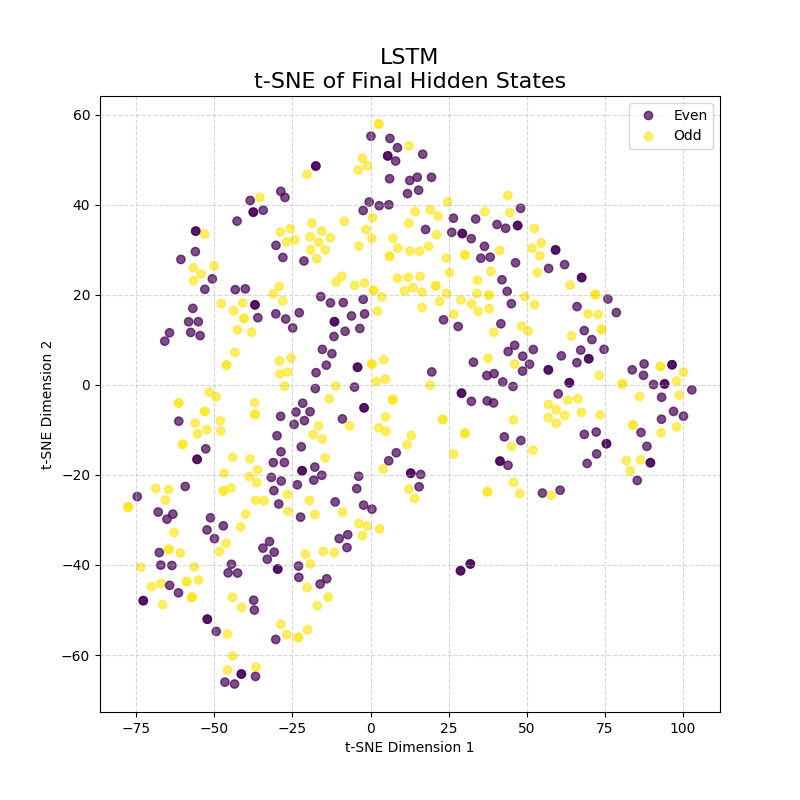 LSTM
t-SNE of Final Hidden States
Even
Odd
60
40
20
0
−20
−40
−60
t-SNE Dimension 2
−75
−50
−25
0
25
50
75
100
t-SNE Dimension 1